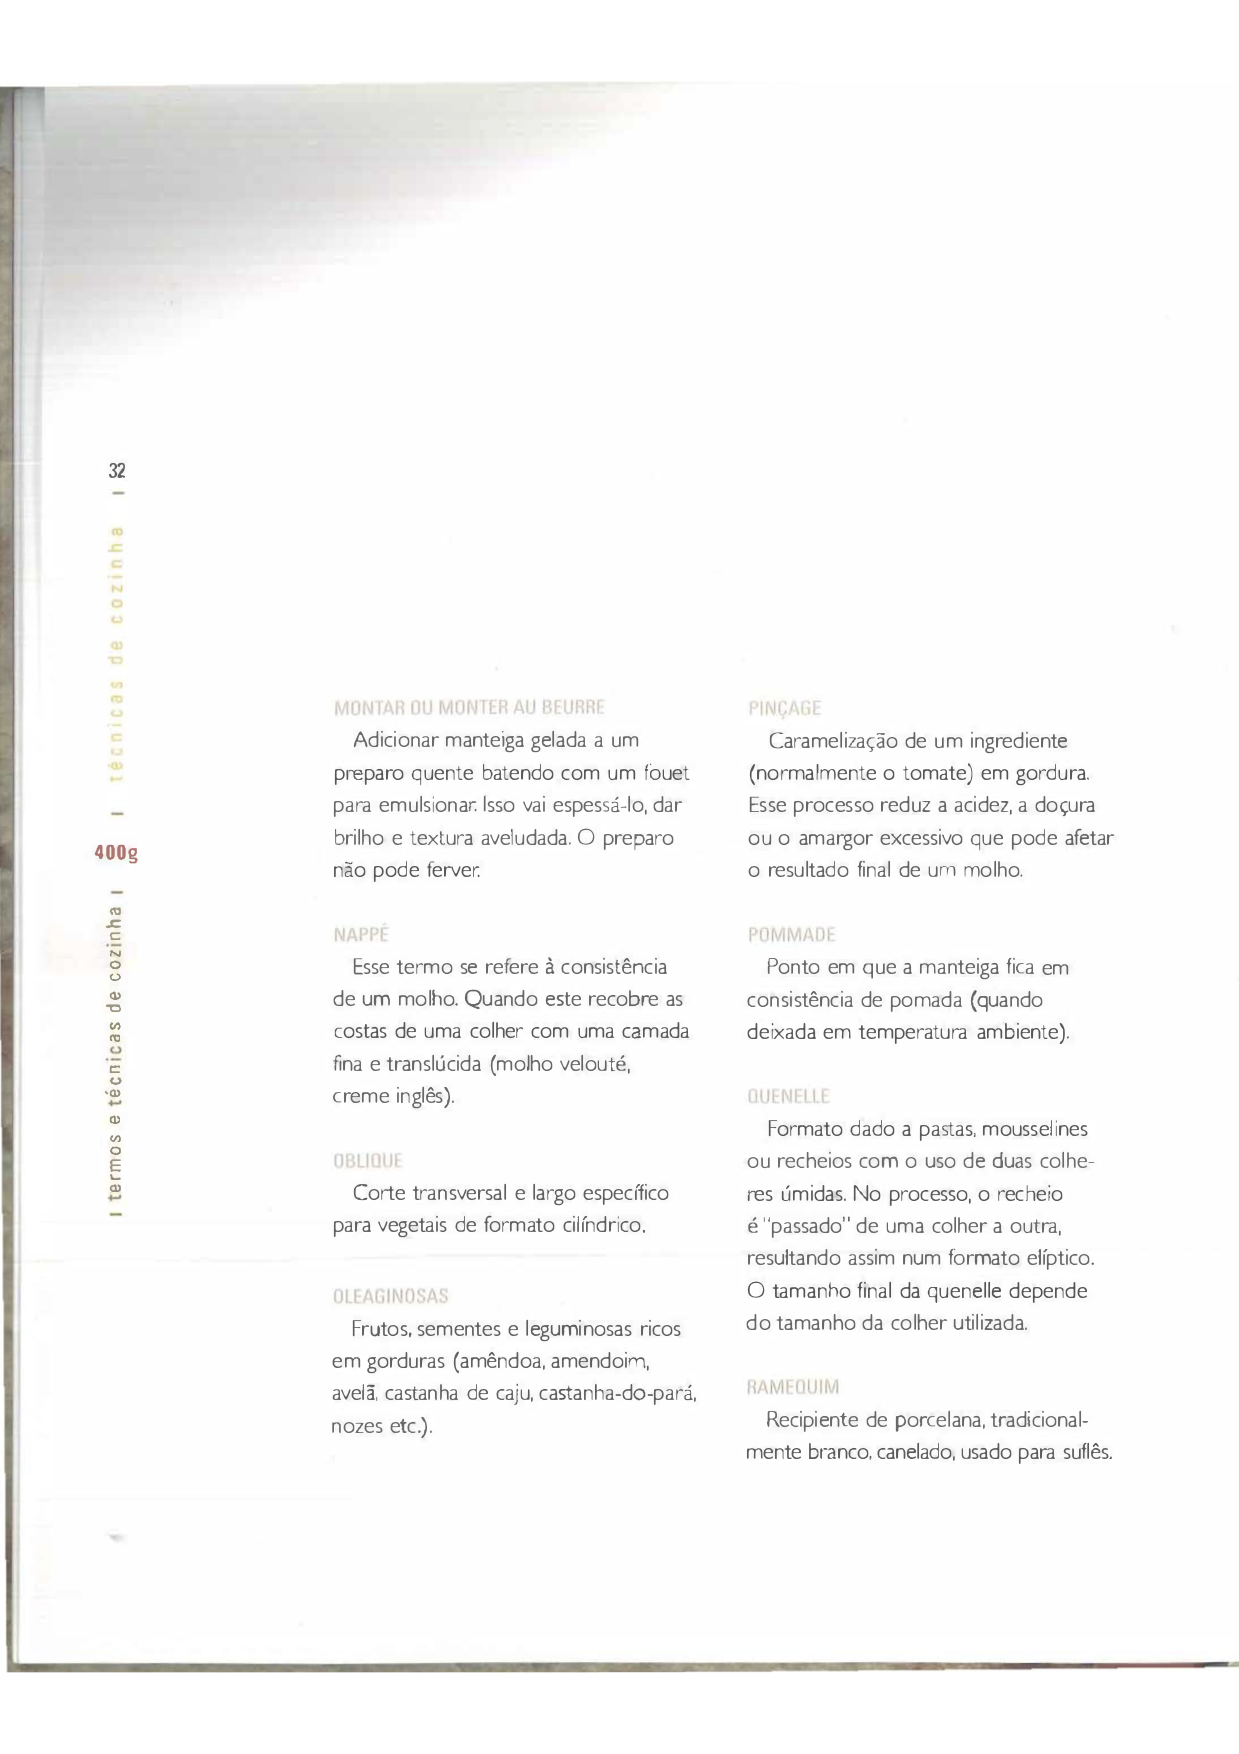 32
técnicas de cozinha
400g
termos e técnicas de cozinha
MONTAR OU MONTER AU BEURRE
Adicionar manteiga gelada a um
preparo quente batendo com um fouet
para emulsionar. Isso vai espessá-lo, dar
brilho e textura aveludada. O preparo
não pode ferver.
NAPPÉ
Esse termo se refere à consistência
de um molho. Quando este recobre as
costas de uma colher com uma camada
fina e translúcida (molho velouté,
creme inglês).
OBLIQUE
Corte transversal e largo específico
para vegetais de formato cilíndrico.
OLEAGINOSAS
Frutos, sementes e leguminosas ricos
em gorduras (amêndoa, amendoim,
avelã, castanha de caju, castanha-do-pará,
nozes etc.).
PINÇAGE
Caramelização de um ingrediente
(normalmente o tomate) em gordura.
Esse processo reduz a acidez, a doçura
ou o amargor excessivo que pode afetar
o resultado final de um molho.
POMMADE
Ponto em que a manteiga fica em
consistência de pomada (quando
deixada em temperatura ambiente).
QUENELLE
Formato dado a pastas, mousselines
ou recheios com o uso de duas colhe-
res úmidas. No processo, o recheio
é "passado" de uma colher a outra,
resultando assim num formato elíptico.
O tamanho final da quenelle depende
do tamanho da colher utilizada.
RAMEQUIM
Recipiente de porcelana, tradicional-
mente branco, canelado, usado para suflês.